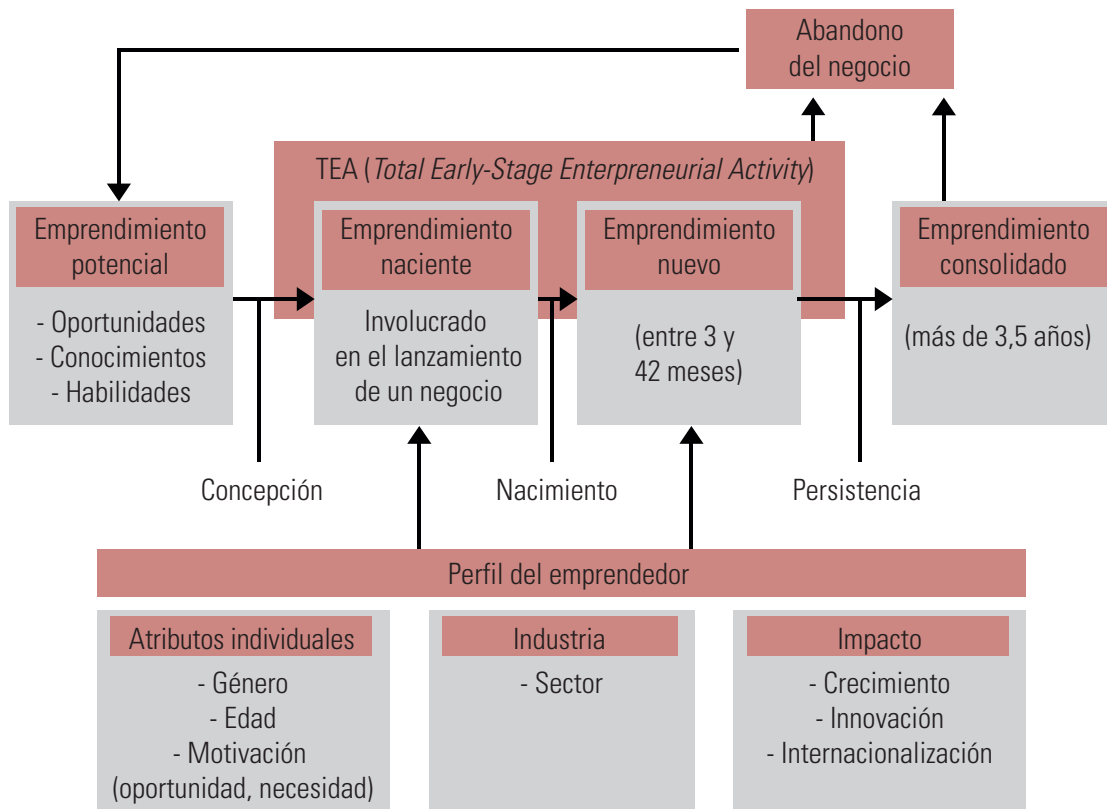 Abandono
del negocio
TEA (Total Early-Stage Enterpreneurial Activity)
Emprendimiento
potencial
- Oportunidades
- Conocimientos
- Habilidades
Emprendimiento
naciente
Involucrado
en el lanzamiento
de un negocio
Emprendimiento
nuevo
(entre 3 y
42 meses)
Emprendimiento
consolidado
(más de 3,5 años)
Concepción
Nacimiento
Persistencia
Perfil del emprendedor
Atributos individuales
- Género
- Edad
- Motivación
(oportunidad, necesidad)
Industria
- Sector
Impacto
- Crecimiento
- Innovación
- Internacionalización